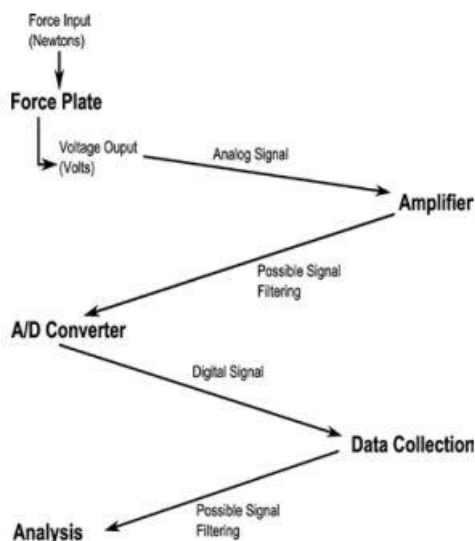 Force Input
(Newtons)
Force Plate
Voltage Ouput
(Volts)
Analog Signal
Amplifier
Possible Signal
Filtering
A/D Converter
Digital Signal
Data Collection
Possible Signal
Filtering
Analysis